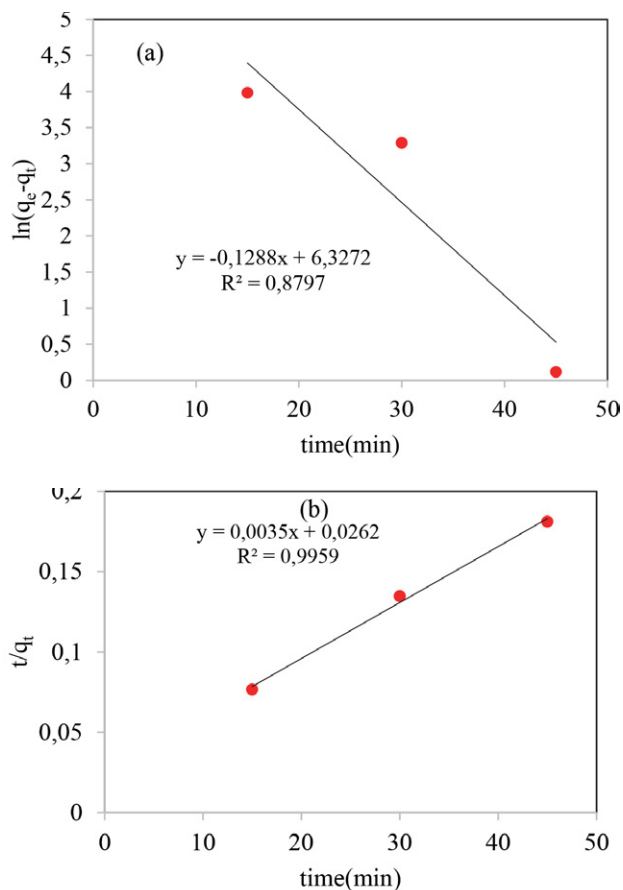 (a)
5
4,5
4
3,5
3
2,5
2
1,5
1
0,5
0
ln(qₑ-qₜ)
y = -0,1288x + 6,3272
R² = 0,8797
0 10 20 30 40 50
time(min)
(b)
0,2
0,15
0,1
0,05
0
t/qₜ
y = 0,0035x + 0,0262
R² = 0,9959
0 10 20 30 40 50
time(min)